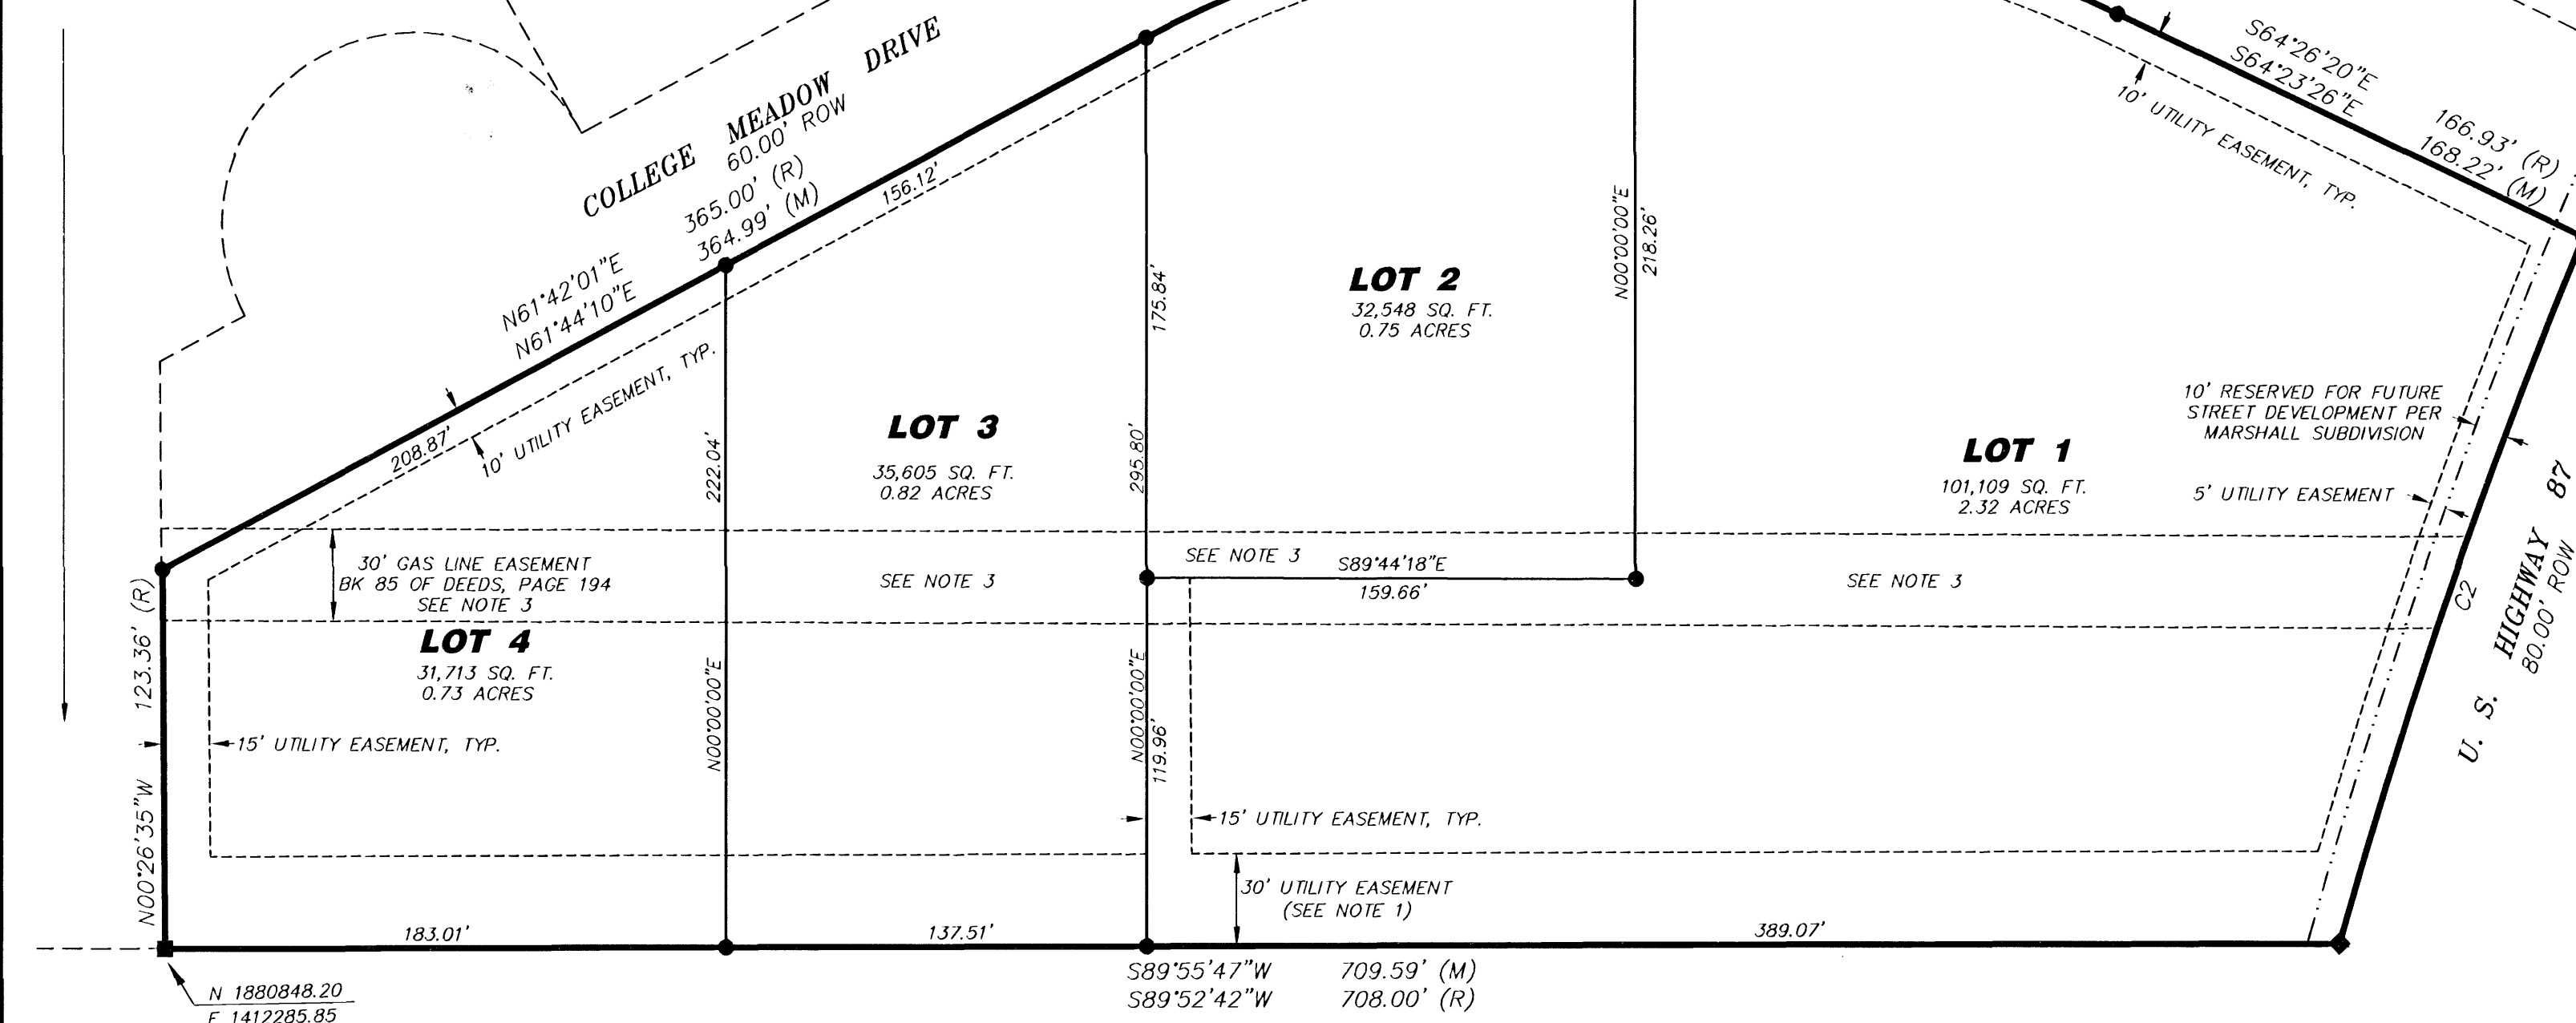 COLLEGE MEADOW DRIVE
60.00' ROW
365.00' (R)
364.99' (M)
N61°42'01"E
N61°44'10"E
156.12'
208.87'
10' UTILITY EASEMENT, TYP.
S64°26'20"E
S64°23'26"E
166.93' (R)
168.22' (M)
10' UTILITY EASEMENT, TYP.
175.84'
N00°00'00"E
218.26'
LOT 2
32,548 SQ. FT.
0.75 ACRES
LOT 3
35,605 SQ. FT.
0.82 ACRES
222.04'
295.80'
LOT 1
101,109 SQ. FT.
2.32 ACRES
10' RESERVED FOR FUTURE
STREET DEVELOPMENT PER
MARSHALL SUBDIVISION
5' UTILITY EASEMENT
U. S. HIGHWAY 87
80.00' ROW
C2
30' GAS LINE EASEMENT
BK 85 OF DEEDS, PAGE 194
SEE NOTE 3
SEE NOTE 3
SEE NOTE 3
S89°44'18"E
159.66'
SEE NOTE 3
LOT 4
31,713 SQ. FT.
0.73 ACRES
N00°26'35"W 123.36' (R)
15' UTILITY EASEMENT, TYP.
N00°00'00"E
N00°00'00"E
119.96'
15' UTILITY EASEMENT, TYP.
30' UTILITY EASEMENT
(SEE NOTE 1)
183.01'
137.51'
389.07'
S89°55'47"W 709.59' (M)
S89°52'42"W 708.00' (R)
N 1880848.20
E 1412285.85